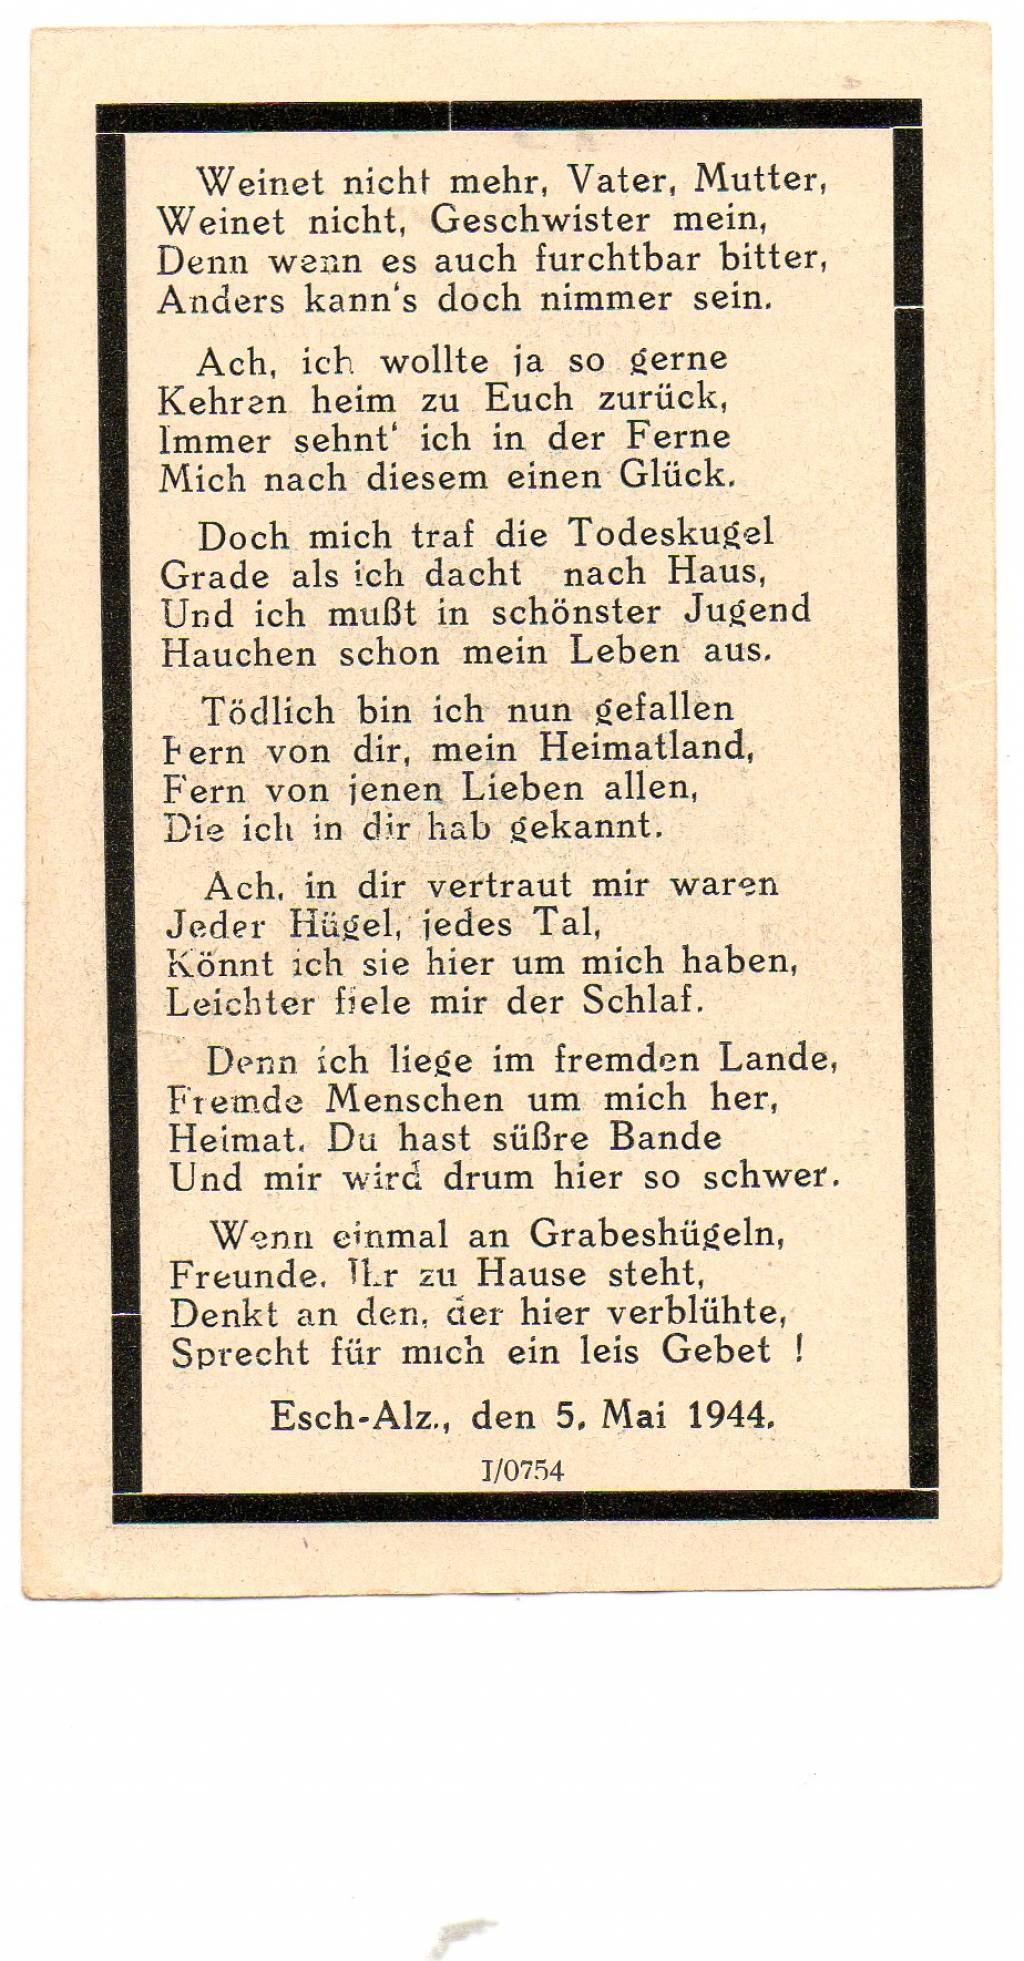 Weinet nicht mehr, Vater, Mutter,
Weinet nicht, Geschwister mein,
Denn wenn es auch furchtbar bitter,
Anders kann's doch nimmer sein.
Ach, ich wollte ja so gerne
Kehren heim zu Euch zurück,
Immer sehnt' ich in der Ferne
Mich nach diesem einen Glück.
Doch mich traf die Todeskugel
Grade als ich dacht nach Haus,
Und ich mußt in schönster Jugend
Hauchen schon mein Leben aus.
Tödlich bin ich nun gefallen
Fern von dir, mein Heimatland,
Fern von jenen Lieben allen,
Die ich in dir hab gekannt.
Ach, in dir vertraut mir waren
Jeder Hügel, jedes Tal,
Könnt ich sie hier um mich haben,
Leichter fiele mir der Schlaf.
Denn ich liege im fremden Lande,
Fremde Menschen um mich her,
Heimat. Du hast süßre Bande
Und mir wird drum hier so schwer.
Wenn einmal an Grabeshügeln,
Freunde. Ihr zu Hause steht,
Denkt an den, der hier verblühte,
Sprecht für mich ein leis Gebet !
Esch-Alz., den 5. Mai 1944.
I/0754